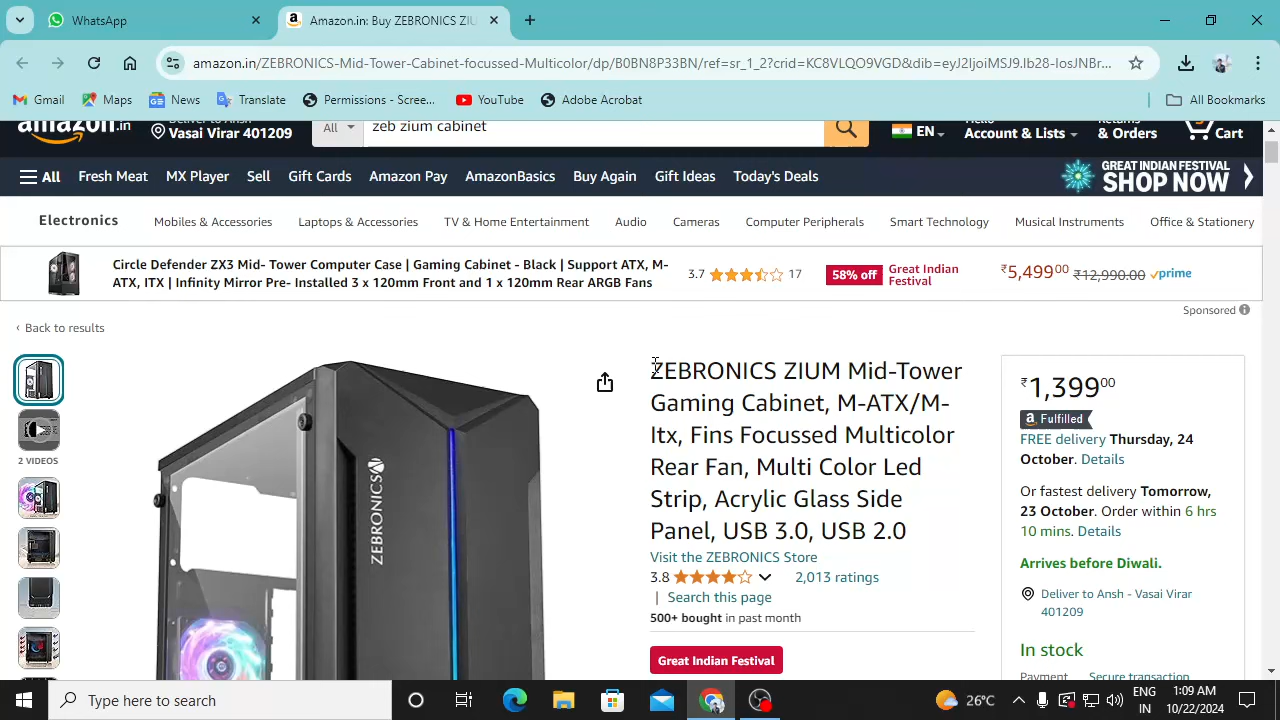 WhatsApp
Amazon.in: Buy ZEBRONICS ZIU
amazon.in/ZEBRONICS-Mid-Tower-Cabinet-focussed-Multicolor/dp/B0BN8P33BN/ref=sr_1_2?crid=KC8VLQO9VGD&dib=eyJ2IjoiMSJ9.Ib28-IosJNBr...
Gmail Maps News Translate Permissions - Scree... YouTube Adobe Acrobat All Bookmarks
amazon.in
Deliver to Ansh
Vasai Virar 401209
All zeb zium cabinet
EN
Hello
Account & Lists
Returns
& Orders
Cart
All Fresh Meat MX Player Sell Gift Cards Amazon Pay AmazonBasics Buy Again Gift Ideas Today's Deals
GREAT INDIAN FESTIVAL
SHOP NOW
Electronics Mobiles & Accessories Laptops & Accessories TV & Home Entertainment Audio Cameras Computer Peripherals Smart Technology Musical Instruments Office & Stationery
Circle Defender ZX3 Mid- Tower Computer Case | Gaming Cabinet - Black | Support ATX, M-
ATX, ITX | Infinity Mirror Pre- Installed 3 x 120mm Front and 1 x 120mm Rear ARGB Fans
3.7 17
58% off
Great Indian
Festival
₹5,499.00 ₹12,990.00 prime
Sponsored
‹ Back to results
2 VIDEOS
ZEBRONICS
ZEBRONICS ZIUM Mid-Tower
Gaming Cabinet, M-ATX/M-
Itx, Fins Focussed Multicolor
Rear Fan, Multi Color Led
Strip, Acrylic Glass Side
Panel, USB 3.0, USB 2.0
Visit the ZEBRONICS Store
3.8 2,013 ratings
| Search this page
500+ bought in past month
Great Indian Festival
₹1,399.00
a Fulfilled
FREE delivery Thursday, 24
October. Details
Or fastest delivery Tomorrow,
23 October. Order within 6 hrs
10 mins. Details
Arrives before Diwali.
Deliver to Ansh - Vasai Virar
401209
In stock
Payment Secure transaction
Type here to search
26°C
ENG
IN
1:09 AM
10/22/2024